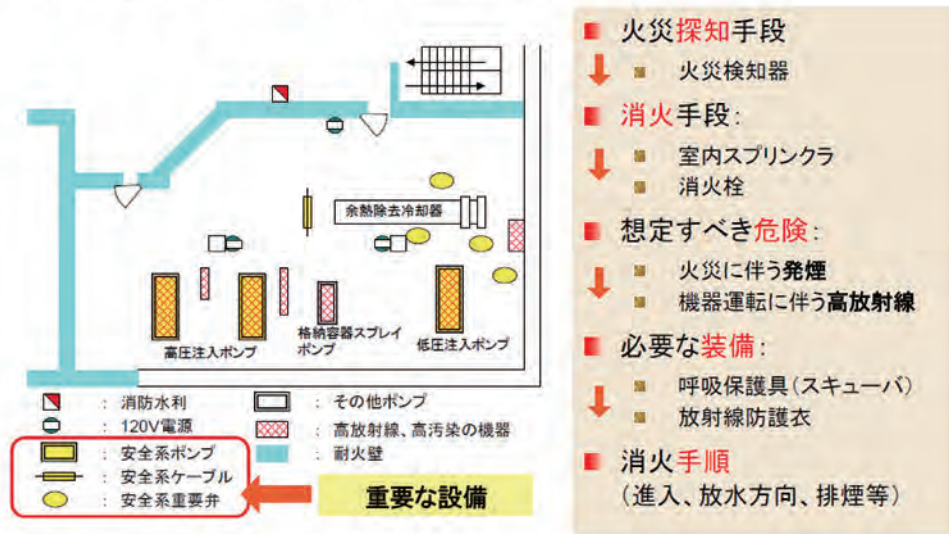 余熱除去冷却器
高圧注入ポンプ
格納容器スプレイ
ポンプ
低圧注入ポンプ
: 消防水利
: 120V電源
: 安全系ポンプ
: 安全系ケーブル
: 安全系重要弁
: その他ポンプ
: 高放射線、高汚染の機器
: 耐火壁
重要な設備
火災探知手段
火災検知器
消火手段:
室内スプリンクラ
消火栓
想定すべき危険:
火災に伴う発煙
機器運転に伴う高放射線
必要な装備:
呼吸保護具(スキューバ)
放射線防護衣
消火手順
(進入、放水方向、排煙等)